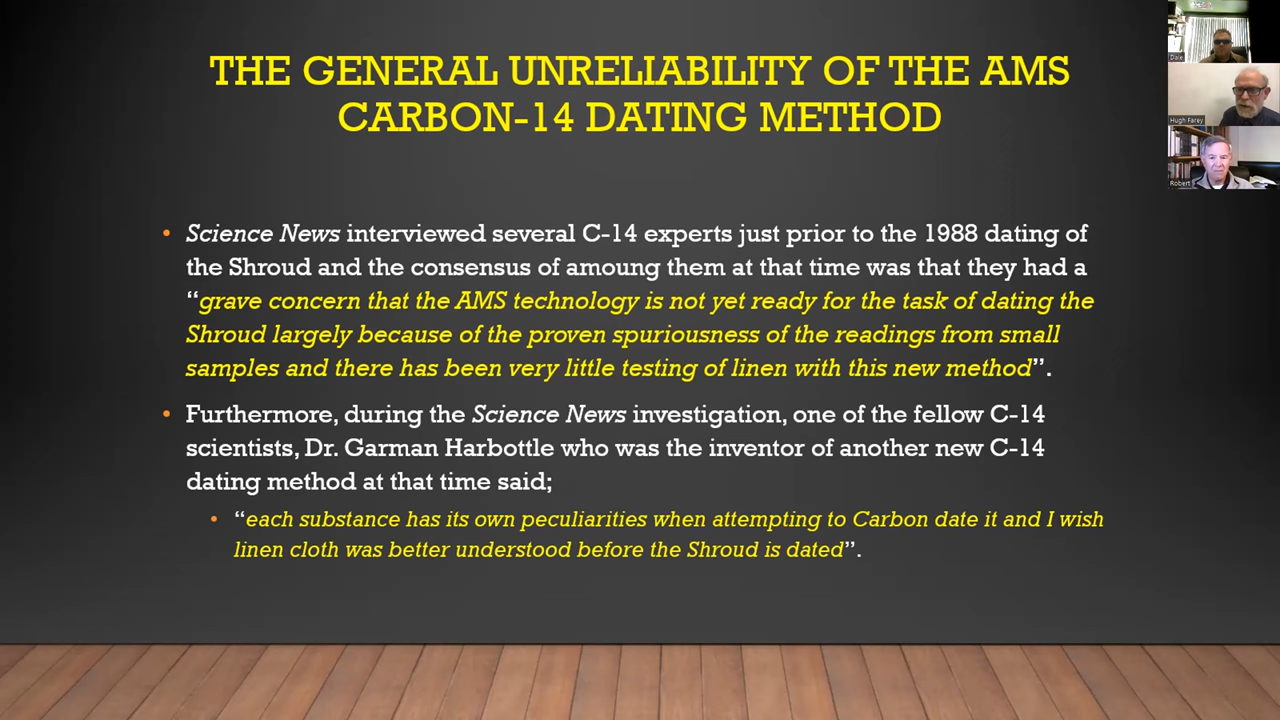 THE GENERAL UNRELIABILITY OF THE AMS
CARBON-14 DATING METHOD
• Science News interviewed several C-14 experts just prior to the 1988 dating of
the Shroud and the consensus of amoung them at that time was that they had a
“grave concern that the AMS technology is not yet ready for the task of dating the
Shroud largely because of the proven spuriousness of the readings from small
samples and there has been very little testing of linen with this new method”.
• Furthermore, during the Science News investigation, one of the fellow C-14
scientists, Dr. Garman Harbottle who was the inventor of another new C-14
dating method at that time said;
• “each substance has its own peculiarities when attempting to Carbon date it and I wish
linen cloth was better understood before the Shroud is dated”.
Dale
Hugh Farey
Robert